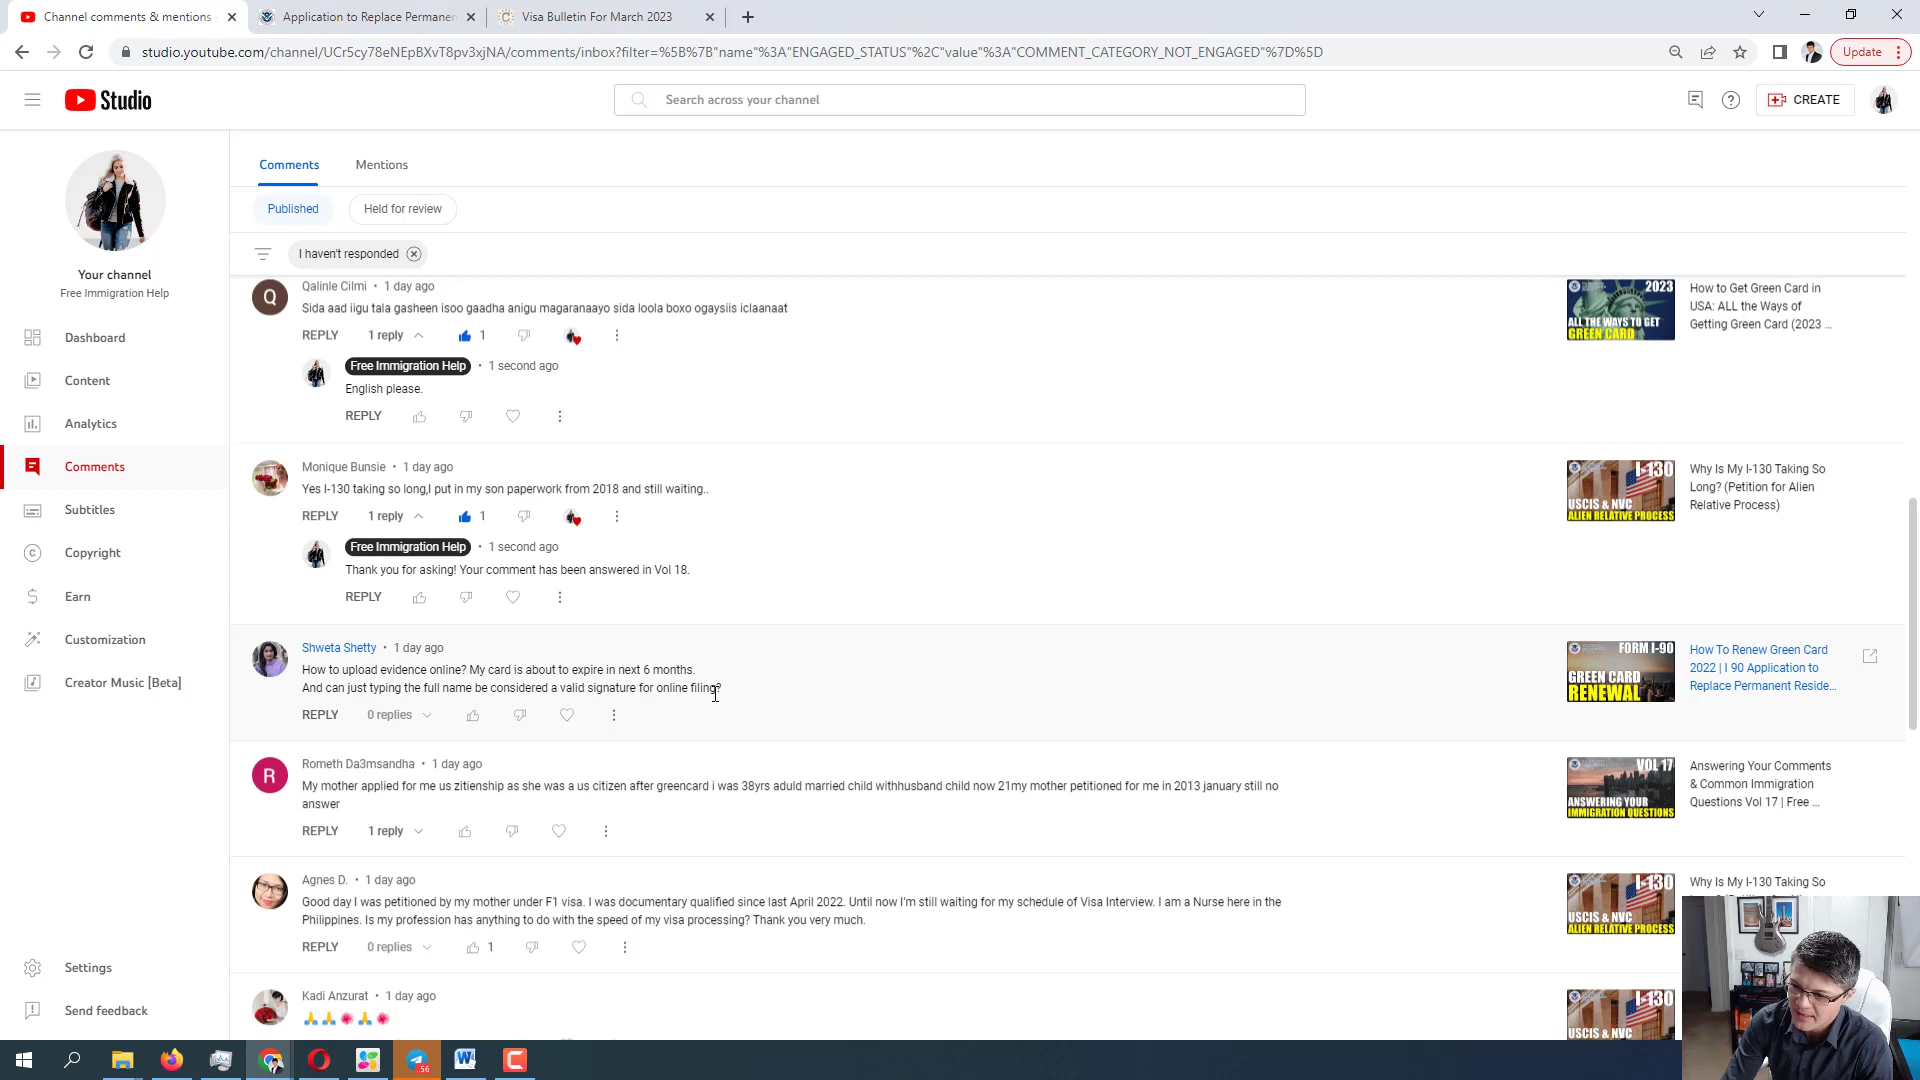 Channel comments & mentions
Application to Replace Permanen
Visa Bulletin For March 2023
studio.youtube.com/channel/UCr5cy78eNEpBXvT8pv3xjNA/comments/inbox?filter=%5B%7B"name"%3A"ENGAGED_STATUS"%2C"value"%3A"COMMENT_CATEGORY_NOT_ENGAGED"%7D%5D
Update
Studio
Search across your channel
CREATE
Your channel
Free Immigration Help
Dashboard
Content
Analytics
Comments
Subtitles
Copyright
Earn
Customization
Creator Music [Beta]
Settings
Send feedback
Comments
Mentions
Published
Held for review
I haven't responded
Q
Qalinle Cilmi • 1 day ago
Sida aad iigu tala gasheen isoo gaadha anigu magaranaayo sida loola boxo ogaysiis iclaanaat
REPLY 1 reply 1
Free Immigration Help • 1 second ago
English please.
REPLY
2023
ALL THE WAYS TO GET
GREEN CARD
How to Get Green Card in
USA: ALL the Ways of
Getting Green Card (2023 ...
Monique Bunsie • 1 day ago
Yes I-130 taking so long,I put in my son paperwork from 2018 and still waiting..
REPLY 1 reply 1
Free Immigration Help • 1 second ago
Thank you for asking! Your comment has been answered in Vol 18.
REPLY
I-130
USCIS & NVC
ALIEN RELATIVE PROCESS
Why Is My I-130 Taking So
Long? (Petition for Alien
Relative Process)
Shweta Shetty • 1 day ago
How to upload evidence online? My card is about to expire in next 6 months.
And can just typing the full name be considered a valid signature for online filing?
REPLY 0 replies
FORM I-90
GREEN CARD
RENEWAL
How To Renew Green Card
2022 | I 90 Application to
Replace Permanent Reside...
R
Rometh Da3msandha • 1 day ago
My mother applied for me us zitienship as she was a us citizen after greencard i was 38yrs aduld married child withhusband child now 21my mother petitioned for me in 2013 january still no
answer
REPLY 1 reply
VOL 17
ANSWERING YOUR
IMMIGRATION QUESTIONS
Answering Your Comments
& Common Immigration
Questions Vol 17 | Free ...
Agnes D. • 1 day ago
Good day I was petitioned by my mother under F1 visa. I was documentary qualified since last April 2022. Until now I'm still waiting for my schedule of Visa Interview. I am a Nurse here in the
Philippines. Is my profession has anything to do with the speed of my visa processing? Thank you very much.
REPLY 0 replies 1
I-130
USCIS & NVC
ALIEN RELATIVE PROCESS
Why Is My I-130 Taking So
Kadi Anzurat • 1 day ago
🙏🙏🌺🙏🌺
I-130
USCIS & NVC
56